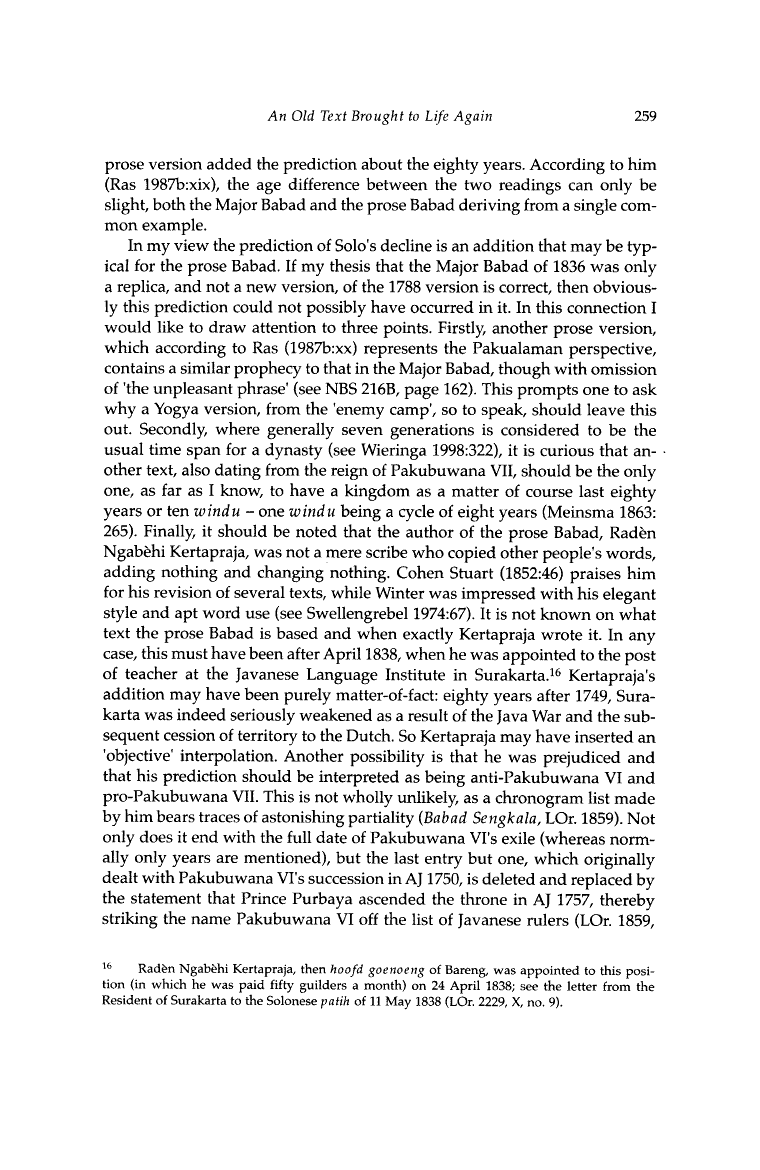 An Old Text Brought to Life Again 259
prose version added the prediction about the eighty years. According to him
(Ras 1987b:xix), the age difference between the two readings can only be
slight, both the Major Babad and the prose Babad deriving from a single com-
mon example.
In my view the prediction of Solo's decline is an addition that may be typ-
ical for the prose Babad. If my thesis that the Major Babad of 1836 was only
a replica, and not a new version, of the 1788 version is correct, then obvious-
ly this prediction could not possibly have occurred in it. In this connection I
would like to draw attention to three points. Firstly, another prose version,
which according to Ras (1987b:xx) represents the Pakualaman perspective,
contains a similar prophecy to that in the Major Babad, though with omission
of 'the unpleasant phrase' (see NBS 216B, page 162). This prompts one to ask
why a Yogya version, from the 'enemy camp', so to speak, should leave this
out. Secondly, where generally seven generations is considered to be the
usual time span for a dynasty (see Wieringa 1998:322), it is curious that an-
other text, also dating from the reign of Pakubuwana VII, should be the only
one, as far as I know, to have a kingdom as a matter of course last eighty
years or ten windu – one windu being a cycle of eight years (Meinsma 1863:
265). Finally, it should be noted that the author of the prose Babad, Radèn
Ngabèhi Kertapraja, was not a mere scribe who copied other people's words,
adding nothing and changing nothing. Cohen Stuart (1852:46) praises him
for his revision of several texts, while Winter was impressed with his elegant
style and apt word use (see Swellengrebel 1974:67). It is not known on what
text the prose Babad is based and when exactly Kertapraja wrote it. In any
case, this must have been after April 1838, when he was appointed to the post
of teacher at the Javanese Language Institute in Surakarta.16 Kertapraja's
addition may have been purely matter-of-fact: eighty years after 1749, Sura-
karta was indeed seriously weakened as a result of the Java War and the sub-
sequent cession of territory to the Dutch. So Kertapraja may have inserted an
'objective' interpolation. Another possibility is that he was prejudiced and
that his prediction should be interpreted as being anti-Pakubuwana VI and
pro-Pakubuwana VII. This is not wholly unlikely, as a chronogram list made
by him bears traces of astonishing partiality (Babad Sengkala, LOr. 1859). Not
only does it end with the full date of Pakubuwana VI's exile (whereas norm-
ally only years are mentioned), but the last entry but one, which originally
dealt with Pakubuwana VI's succession in AJ 1750, is deleted and replaced by
the statement that Prince Purbaya ascended the throne in AJ 1757, thereby
striking the name Pakubuwana VI off the list of Javanese rulers (LOr. 1859,
16 Radèn Ngabèhi Kertapraja, then hoofd goenoeng of Bareng, was appointed to this posi-
tion (in which he was paid fifty guilders a month) on 24 April 1838; see the letter from the
Resident of Surakarta to the Solonese patih of 11 May 1838 (LOr. 2229, X, no. 9).